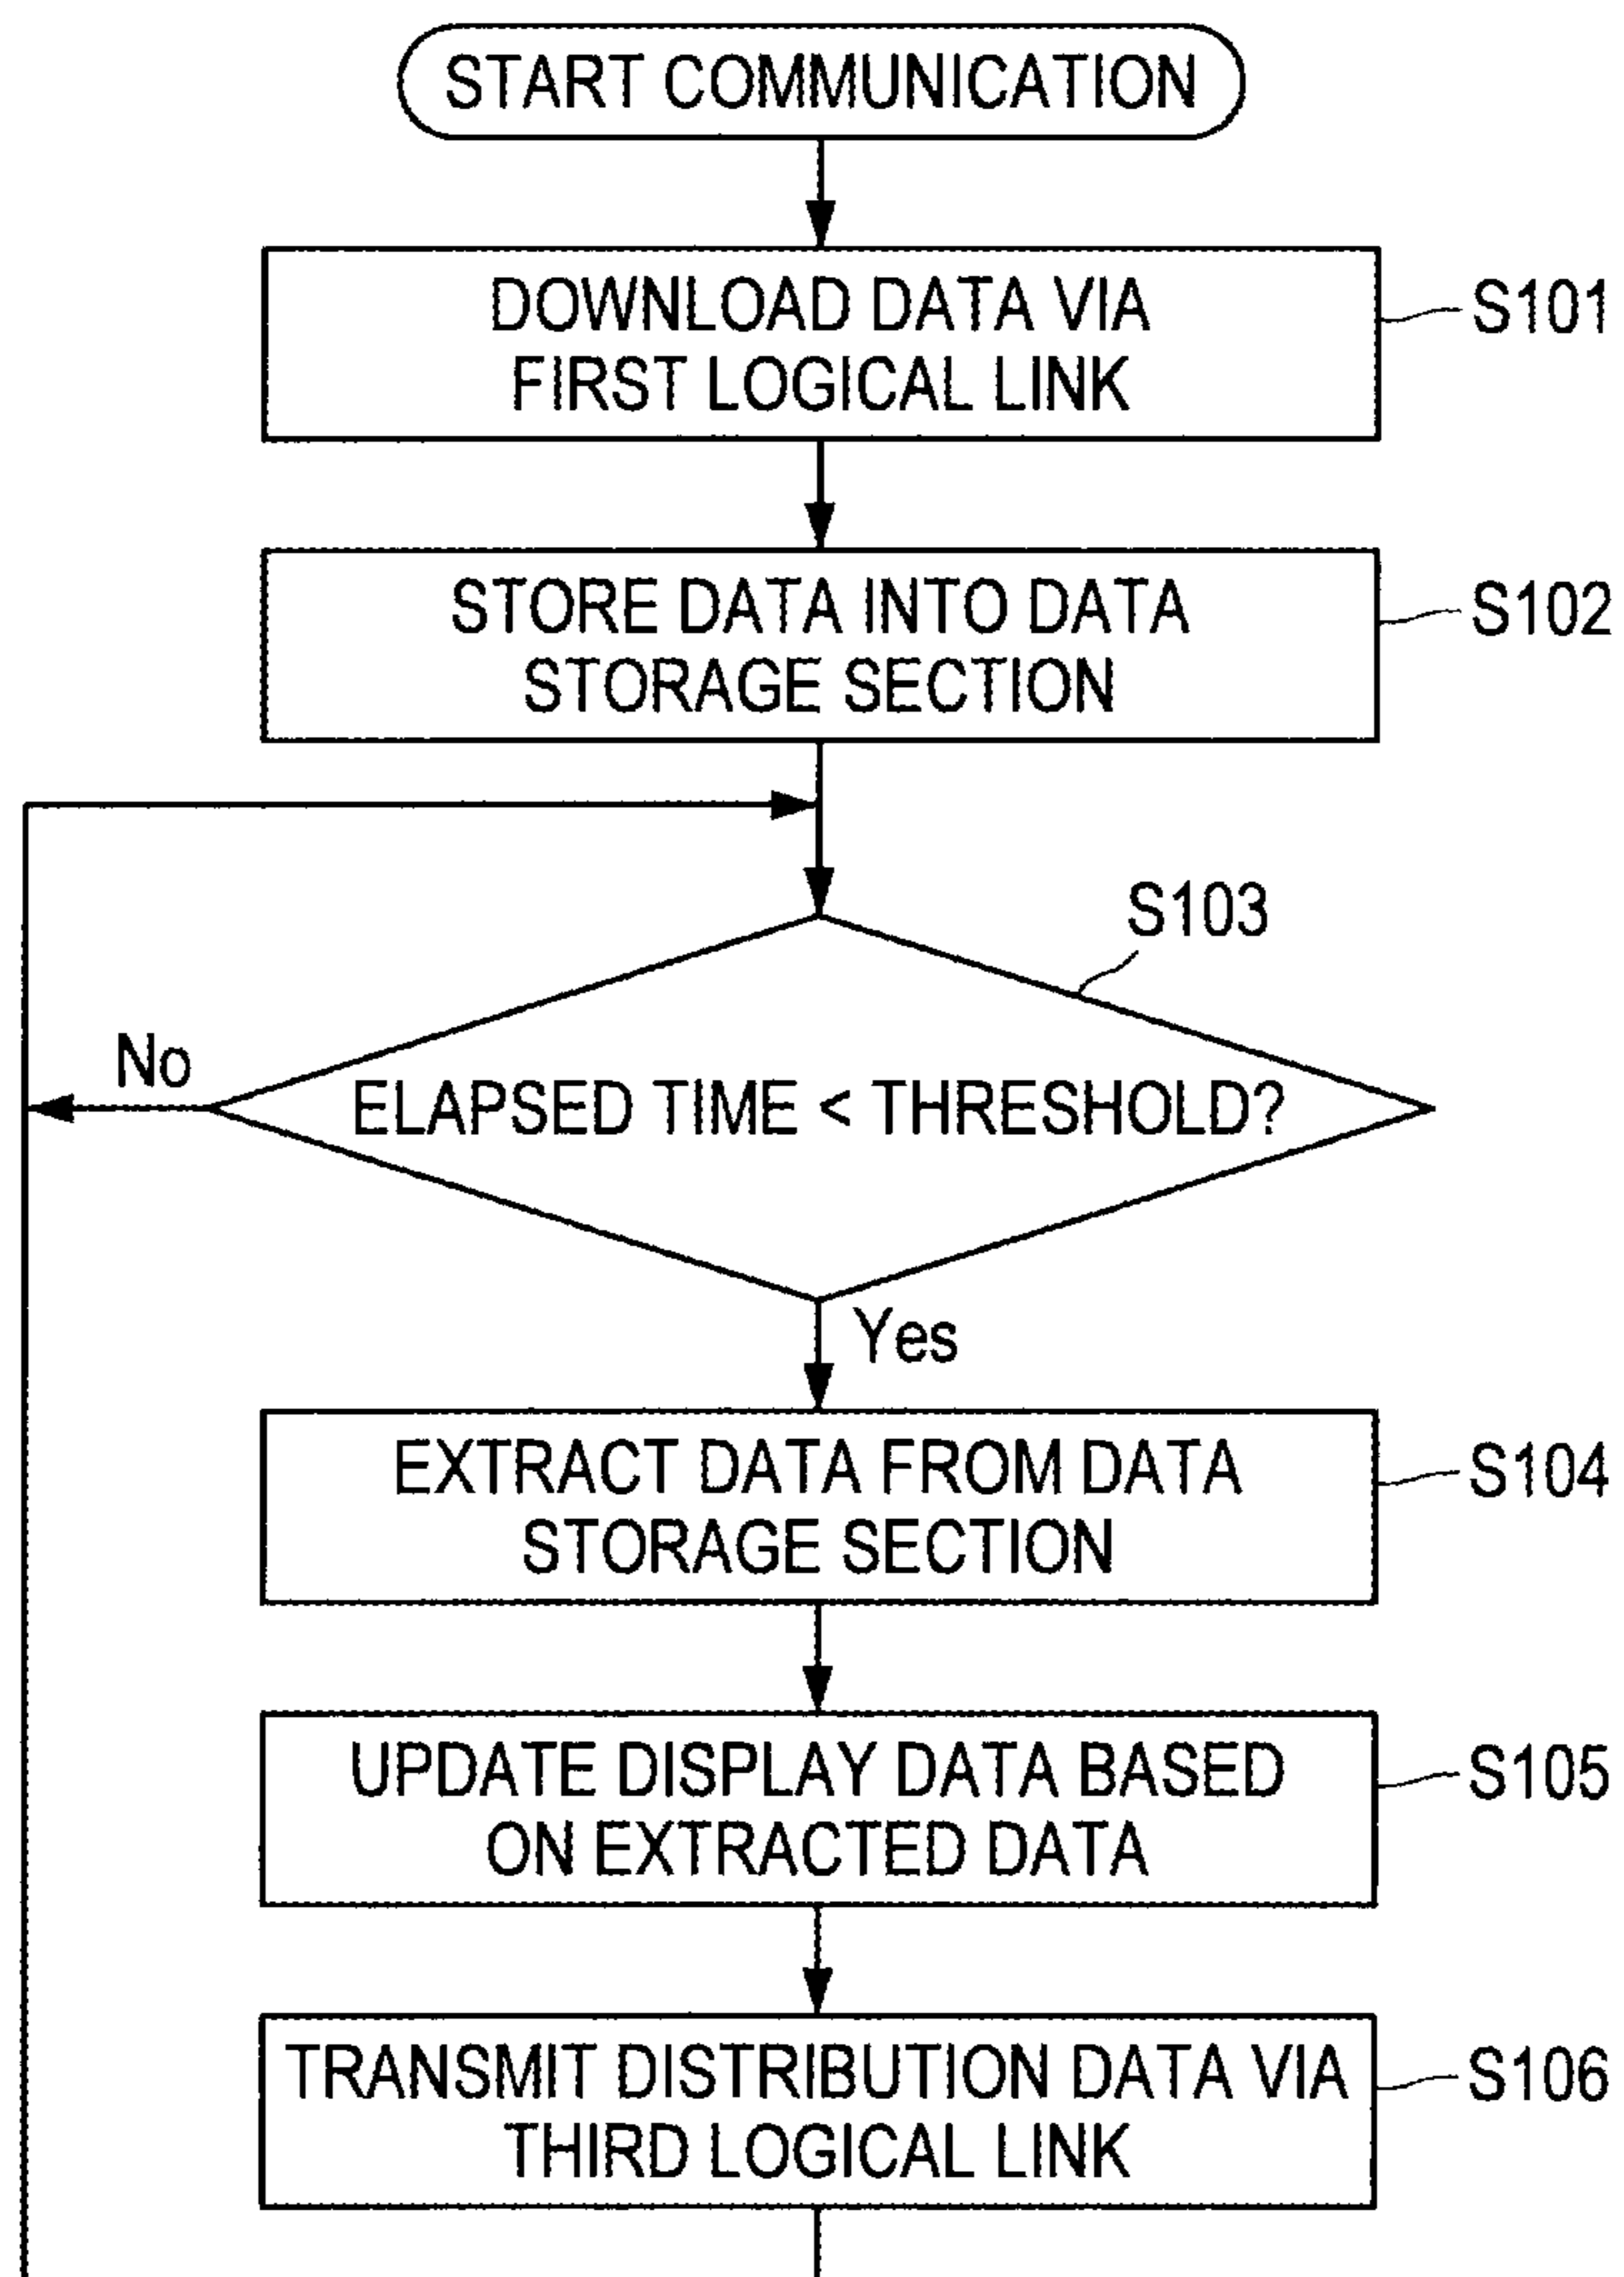 START COMMUNICATION
DOWNLOAD DATA VIA
FIRST LOGICAL LINK
S101
STORE DATA INTO DATA
STORAGE SECTION
S102
S103
No
ELAPSED TIME < THRESHOLD?
Yes
EXTRACT DATA FROM DATA
STORAGE SECTION
S104
UPDATE DISPLAY DATA BASED
ON EXTRACTED DATA
S105
TRANSMIT DISTRIBUTION DATA VIA
THIRD LOGICAL LINK
S106